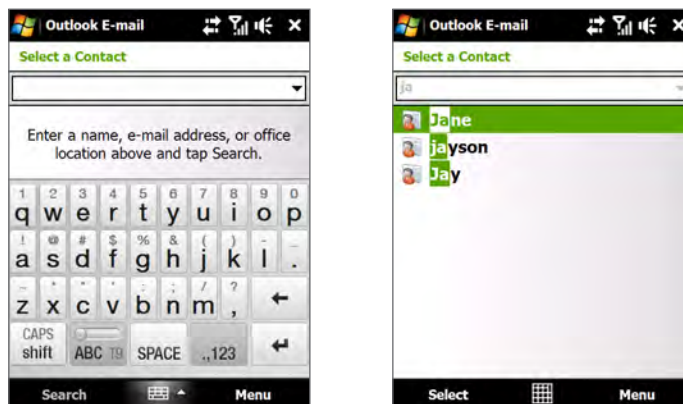 Outlook E-mail
Select a Contact
Enter a name, e-mail address, or office
location above and tap Search.
1 2 3 4 5 6 7 8 9 0
q w e r t y u i o p
! @ # $ % & ( ) - _
a s d f g h j k l .
: ; / ?
z x c v b n m ,
CAPS
shift ABC T9 SPACE .,123
Search Menu
Outlook E-mail
Select a Contact
ja
Jane
jayson
Jay
Select Menu